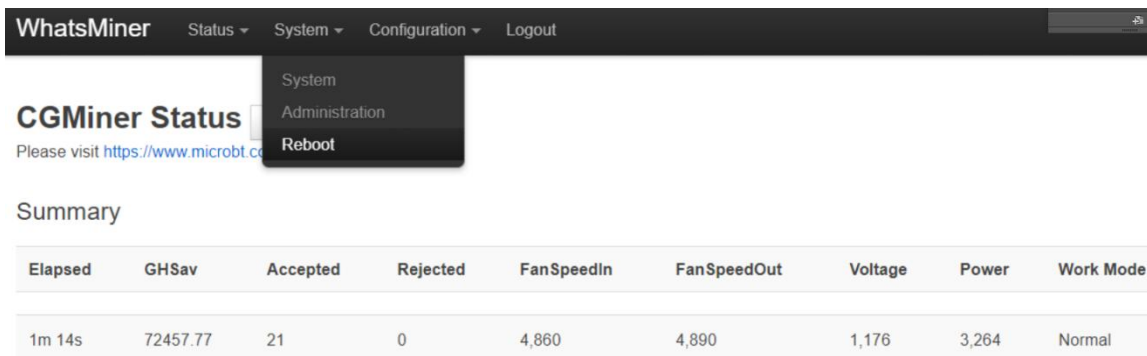 WhatsMiner Status System Configuration Logout
System
Administration
Reboot
CGMiner Status
Please visit https://www.microbt.co
Summary
Elapsed GHSav Accepted Rejected FanSpeedIn FanSpeedOut Voltage Power Work Mode
1m 14s 72457.77 21 0 4,860 4,890 1,176 3,264 Normal